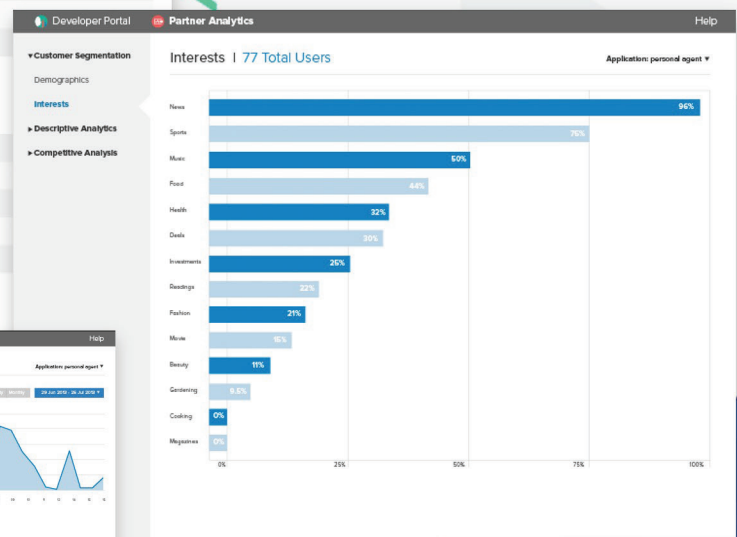 Developer Portal
Partner Analytics
Help
Customer Segmentation
Demographics
Interests
Descriptive Analytics
Competitive Analysis
Interests | 77 Total Users
Application: personal agent
News 96%
Sports 76%
Music 50%
Food 44%
Health 32%
Deals 30%
Investments 25%
Readings 22%
Fashion 21%
Movie
Beauty 11%
Gardening 9.5%
Cooking 0%
Magazines 0%
0% 25% 50% 75% 100%
Help
Application: personal agent
Monthly